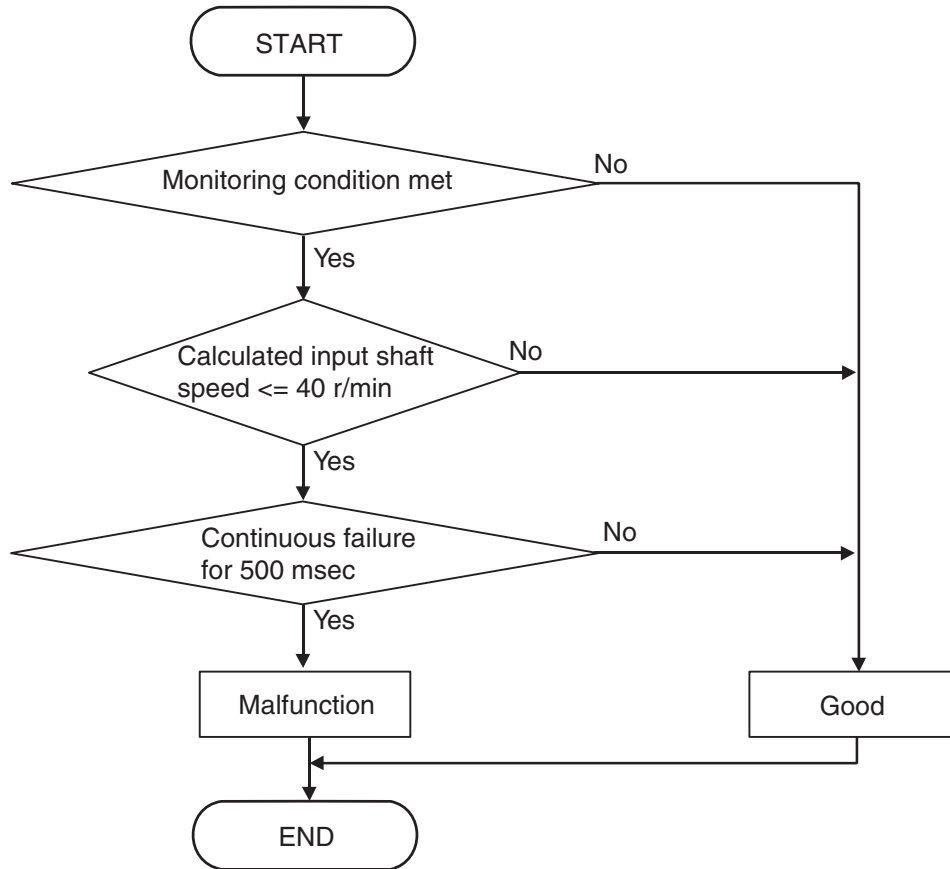 START
Monitoring condition met
No
Yes
Calculated input shaft
speed <= 40 r/min
No
Yes
Continuous failure
for 500 msec
No
Yes
Malfunction
Good
END